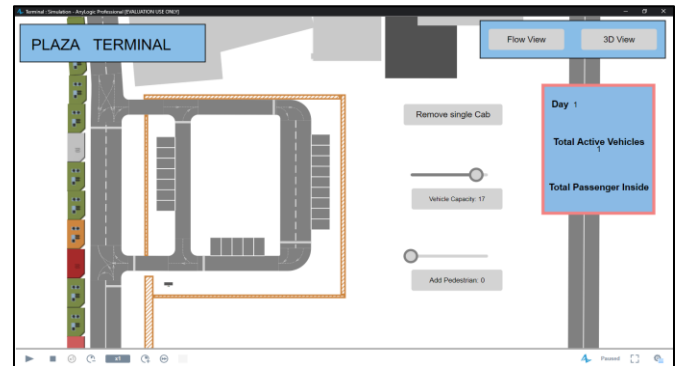 Terminal : Simulation - AnyLogic Professional [EVALUATION USE ONLY]
PLAZA TERMINAL
Flow View
3D View
Day 1
Remove single Cab
Total Active Vehicles
1
Total Passenger Inside
Vehicle Capacity: 17
Add Pedestrian: 0
x1
Paused